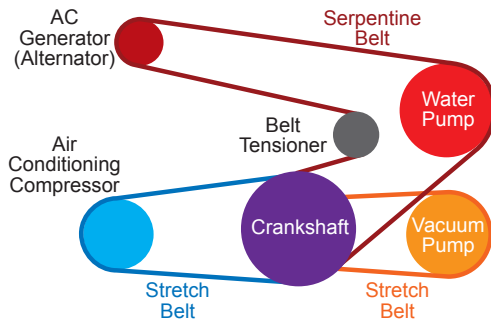 AC
Generator
(Alternator)
Serpentine
Belt
Water
Pump
Belt
Tensioner
Air
Conditioning
Compressor
Crankshaft
Vacuum
Pump
Stretch
Belt
Stretch
Belt